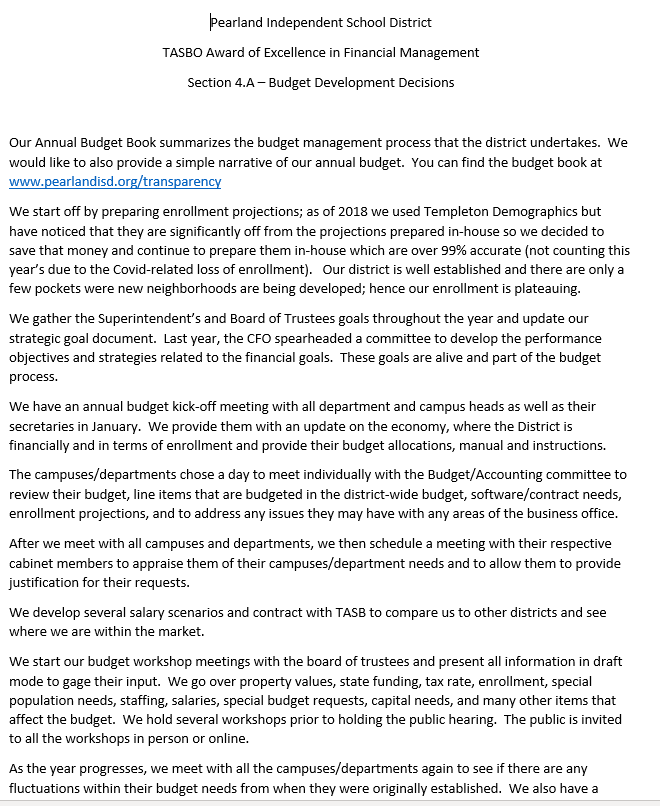 Pearland Independent School District
TASBO Award of Excellence in Financial Management
Section 4.A – Budget Development Decisions
Our Annual Budget Book summarizes the budget management process that the district undertakes.  We
would like to also provide a simple narrative of our annual budget.  You can find the budget book at
www.pearlandisd.org/transparency
We start off by preparing enrollment projections; as of 2018 we used Templeton Demographics but
have noticed that they are significantly off from the projections prepared in-house so we decided to
save that money and continue to prepare them in-house which are over 99% accurate (not counting this
year’s due to the Covid-related loss of enrollment).   Our district is well established and there are only a
few pockets were new neighborhoods are being developed; hence our enrollment is plateauing.
We gather the Superintendent’s and Board of Trustees goals throughout the year and update our
strategic goal document.  Last year, the CFO spearheaded a committee to develop the performance
objectives and strategies related to the financial goals.  These goals are alive and part of the budget
process.
We have an annual budget kick-off meeting with all department and campus heads as well as their
secretaries in January.  We provide them with an update on the economy, where the District is
financially and in terms of enrollment and provide their budget allocations, manual and instructions.
The campuses/departments chose a day to meet individually with the Budget/Accounting committee to
review their budget, line items that are budgeted in the district-wide budget, software/contract needs,
enrollment projections, and to address any issues they may have with any areas of the business office.
After we meet with all campuses and departments, we then schedule a meeting with their respective
cabinet members to appraise them of their campuses/department needs and to allow them to provide
justification for their requests.
We develop several salary scenarios and contract with TASB to compare us to other districts and see
where we are within the market.
We start our budget workshop meetings with the board of trustees and present all information in draft
mode to gage their input.  We go over property values, state funding, tax rate, enrollment, special
population needs, staffing, salaries, special budget requests, capital needs, and many other items that
affect the budget.  We hold several workshops prior to holding the public hearing.  The public is invited
to all the workshops in person or online.
As the year progresses, we meet with all the campuses/departments again to see if there are any
fluctuations within their budget needs from when they were originally established.  We also have a